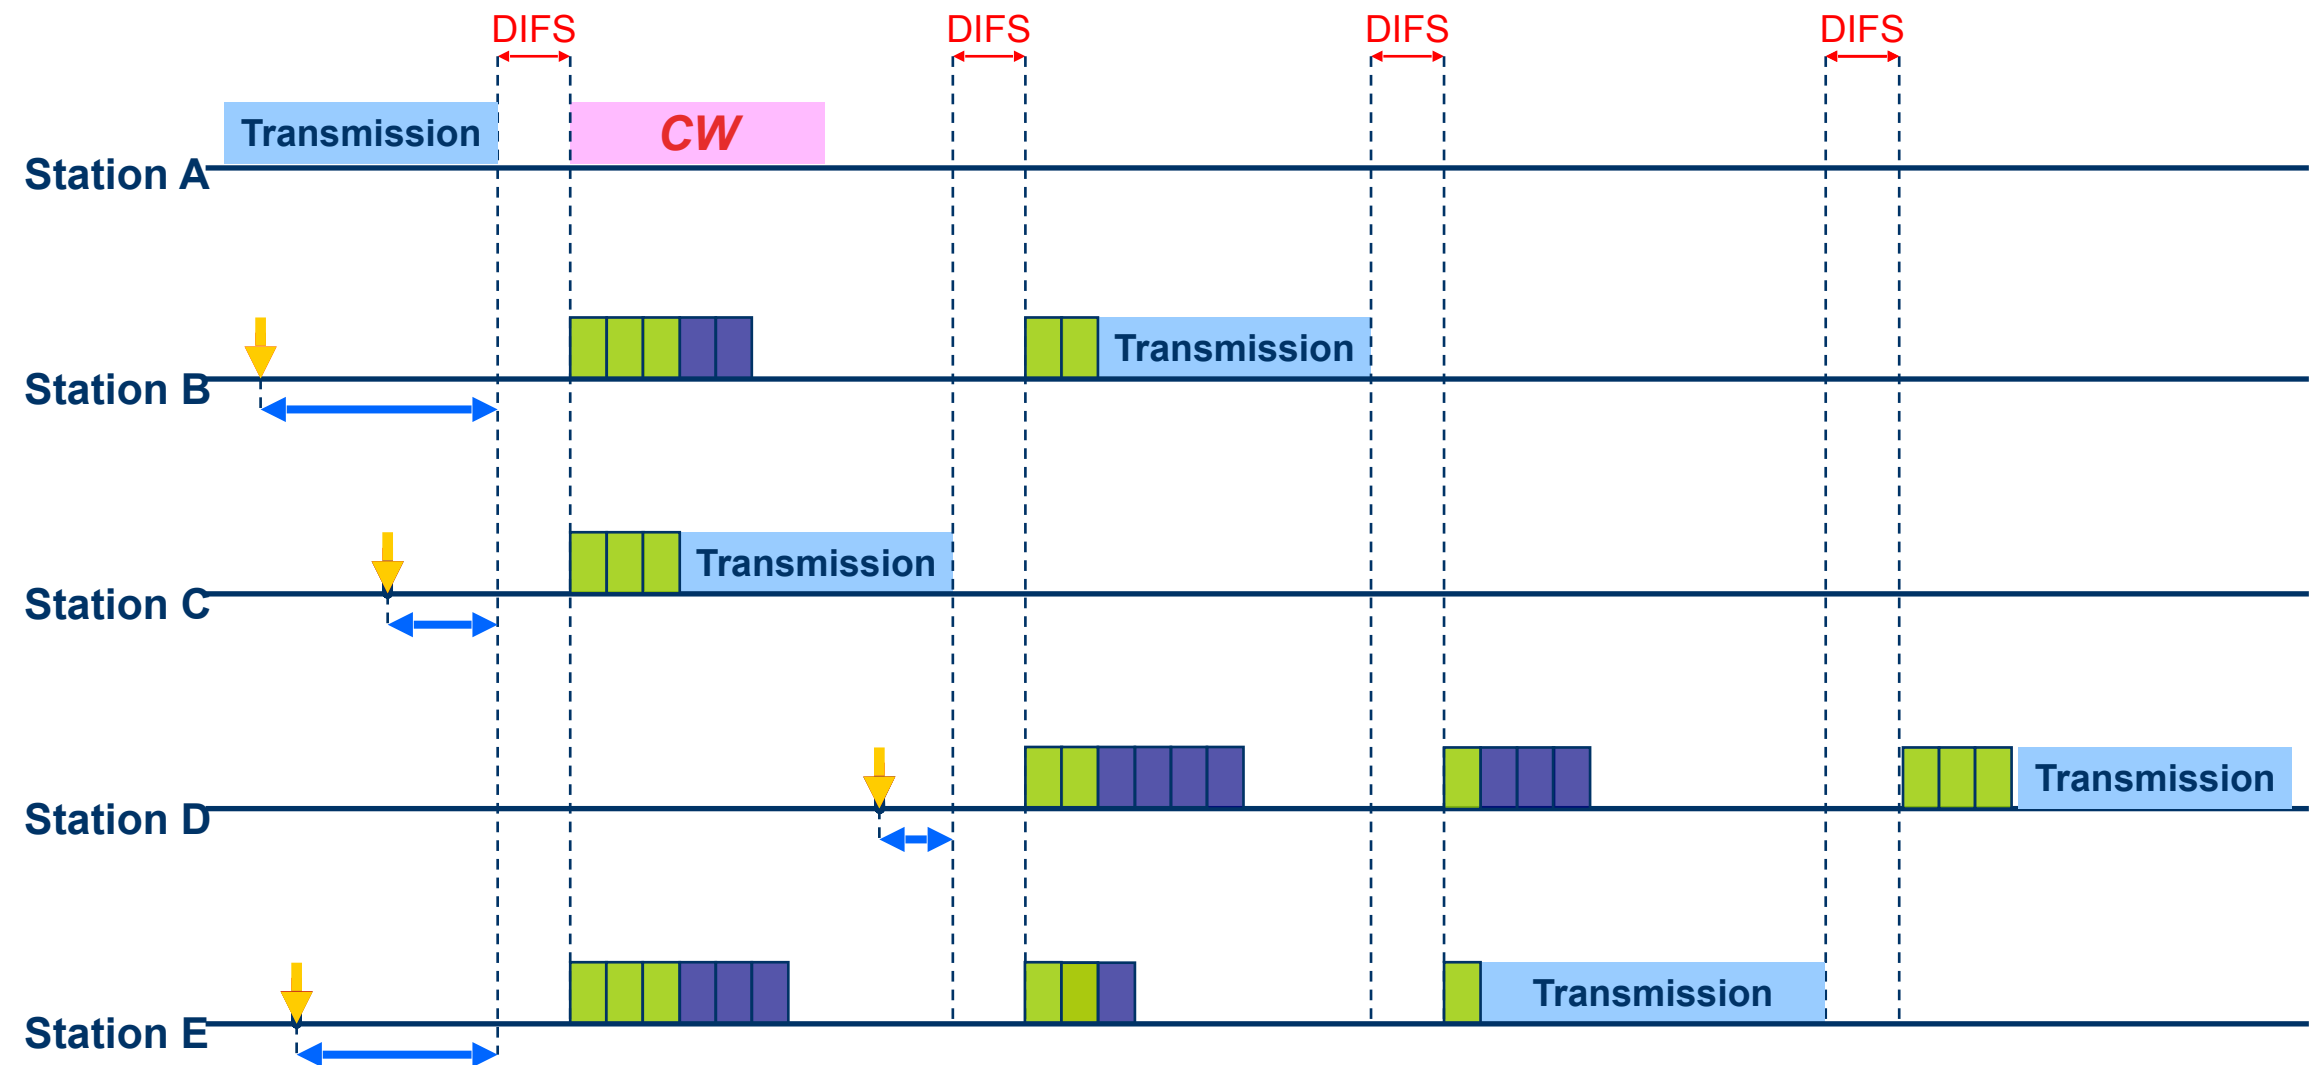 DIFS DIFS DIFS DIFS
Transmission CW
Station A
Transmission
Station B
Transmission
Station C
Transmission
Station D
Transmission
Station E